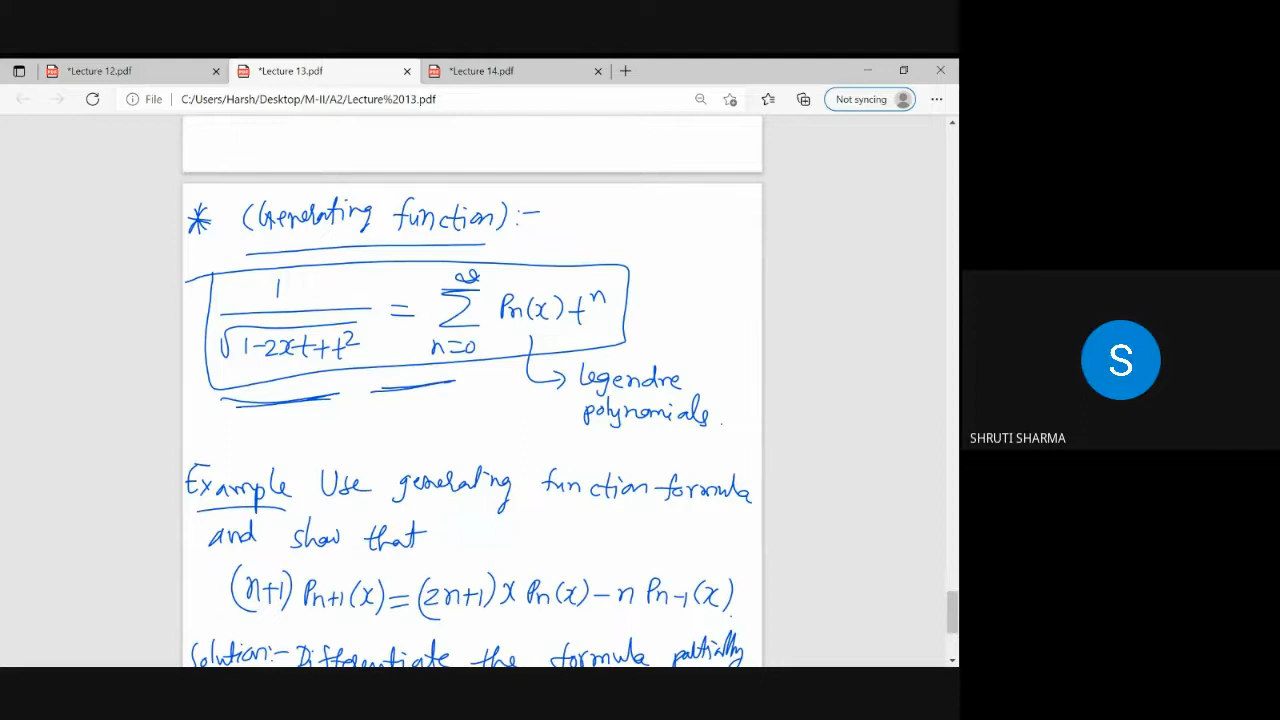 *Lecture 12.pdf
*Lecture 13.pdf
*Lecture 14.pdf
File C:/Users/Harsh/Desktop/M-II/A2/Lecture%2013.pdf
Not syncing
* (Generating function):-
1/√(1-2xt+t²) = ∑_{n=0}^{∞} Pn(x) tⁿ
Legendre
polynomials.
Example Use generating function formula
and show that
(n+1) Pn+1(x) = (2n+1) x Pn(x) - n Pn-1(x).
Solution:- Differentiate the formula partially
S
SHRUTI SHARMA